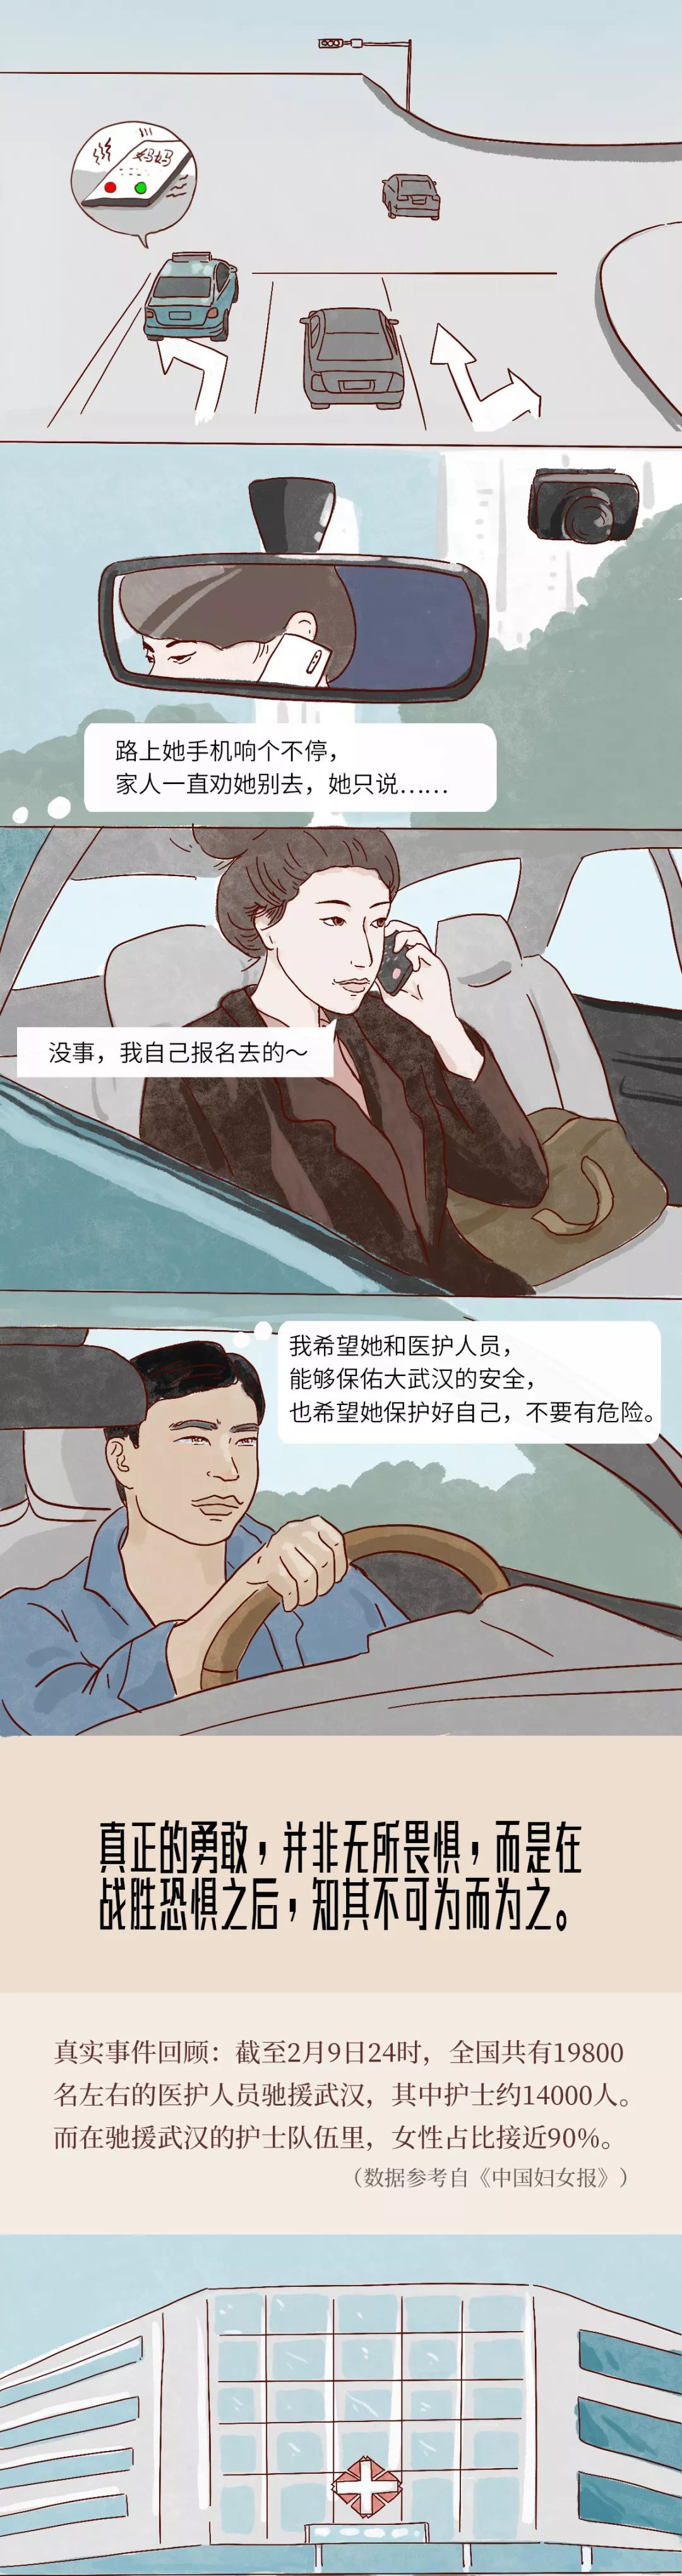 妈妈
路上她手机响个不停，
家人一直劝她别去，她只说……
没事，我自己报名去的～
我希望她和医护人员，
能够保佑大武汉的安全，
也希望她保护好自己，不要有危险。
真正的勇敢，并非无所畏惧，而是在
战胜恐惧之后，知其不可为而为之。
真实事件回顾：截至2月9日24时，全国共有19800
名左右的医护人员驰援武汉，其中护士约14000人。
而在驰援武汉的护士队伍里，女性占比接近90%。
（数据参考自《中国妇女报》）